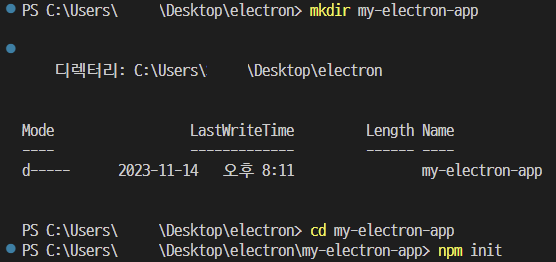 PS C:\Users\ \Desktop\electron> mkdir my-electron-app
디렉터리: C:\Users\ \Desktop\electron
Mode LastWriteTime Length Name
---- ------------- ------ ----
d----- 2023-11-14 오후 8:11 my-electron-app
PS C:\Users\ \Desktop\electron> cd my-electron-app
PS C:\Users\ \Desktop\electron\my-electron-app> npm init